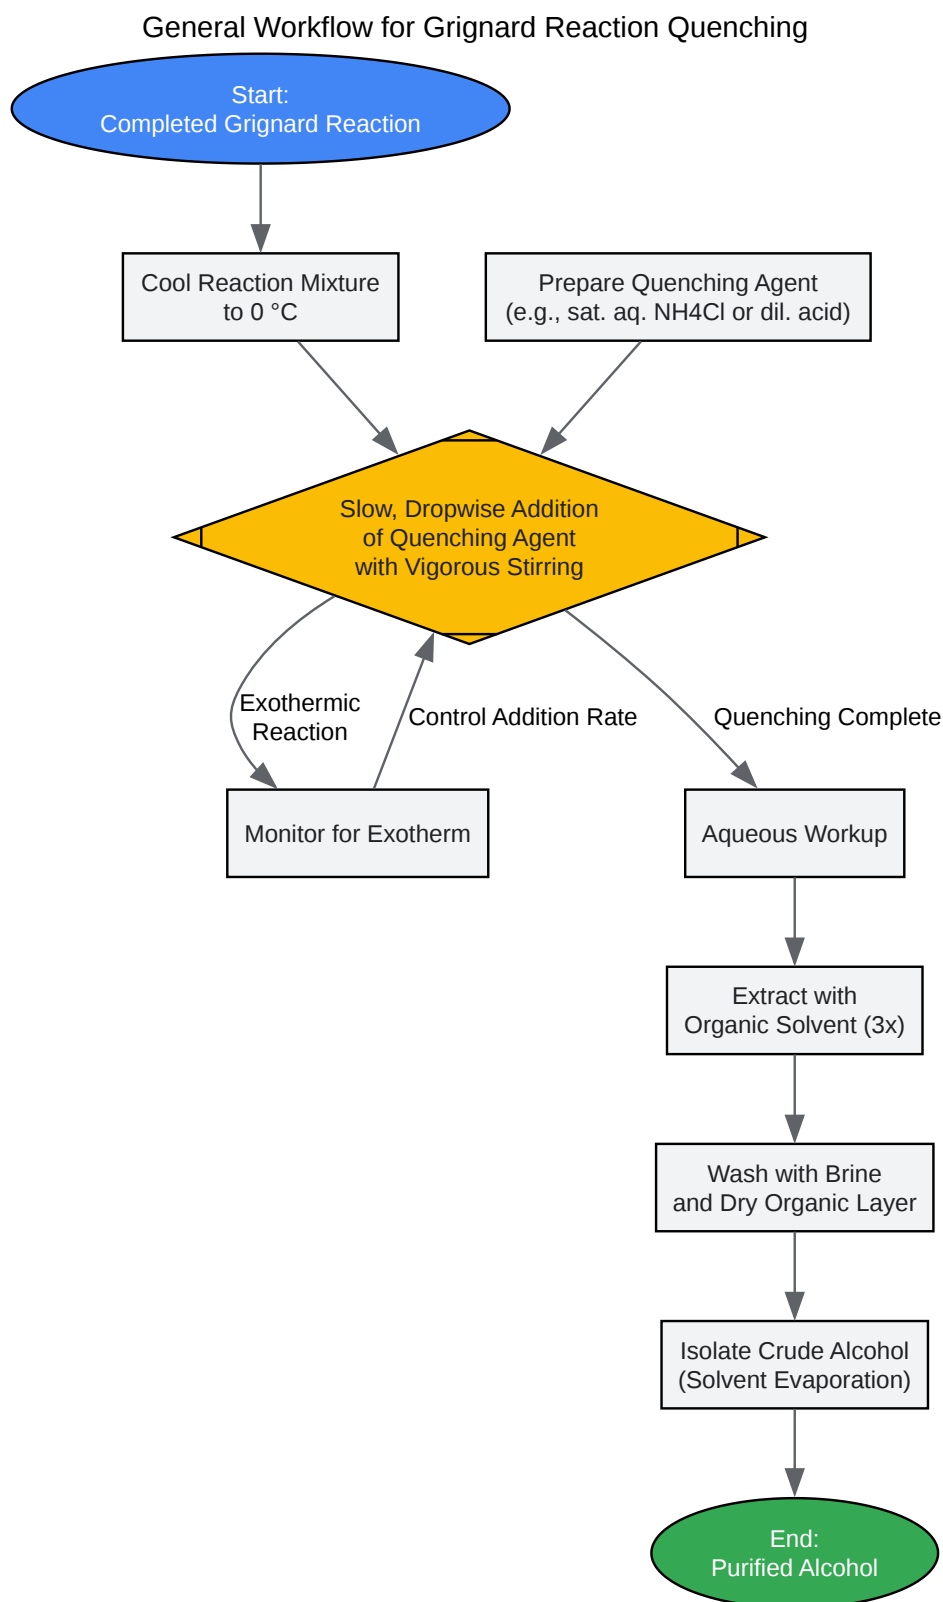 General Workflow for Grignard Reaction Quenching
Start:
Completed Grignard Reaction
Cool Reaction Mixture
to 0 °C
Prepare Quenching Agent
(e.g., sat. aq. NH4Cl or dil. acid)
Slow, Dropwise Addition
of Quenching Agent
with Vigorous Stirring
Exothermic
Reaction
Control Addition Rate
Quenching Complete
Monitor for Exotherm
Aqueous Workup
Extract with
Organic Solvent (3x)
Wash with Brine
and Dry Organic Layer
Isolate Crude Alcohol
(Solvent Evaporation)
End:
Purified Alcohol